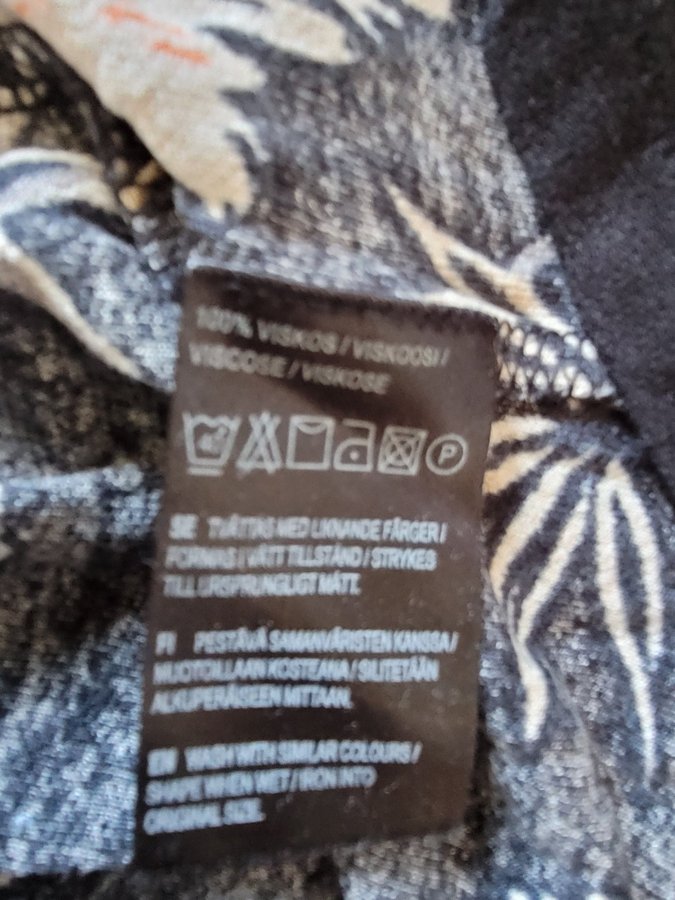 100% VISKOS / VISKOOSI /
VISCOSE / VISKOSE
P
SE TVÄTTAS MED LIKNANDE FÄRGER /
FORMAS I VÅTT TILLSTÅND / STRYKES
TILL URSPRUNGLIGT MÅTT.
FI PESTÄVÄ SAMANVÄRISTEN KANSSA /
MUOTOILLAAN KOSTEANA / SILITETÄÄN
ALKUPERÄISEEN MITTAAN.
EN WASH WITH SIMILAR COLOURS /
SHAPE WHEN WET / IRON INTO
ORIGINAL SIZE.